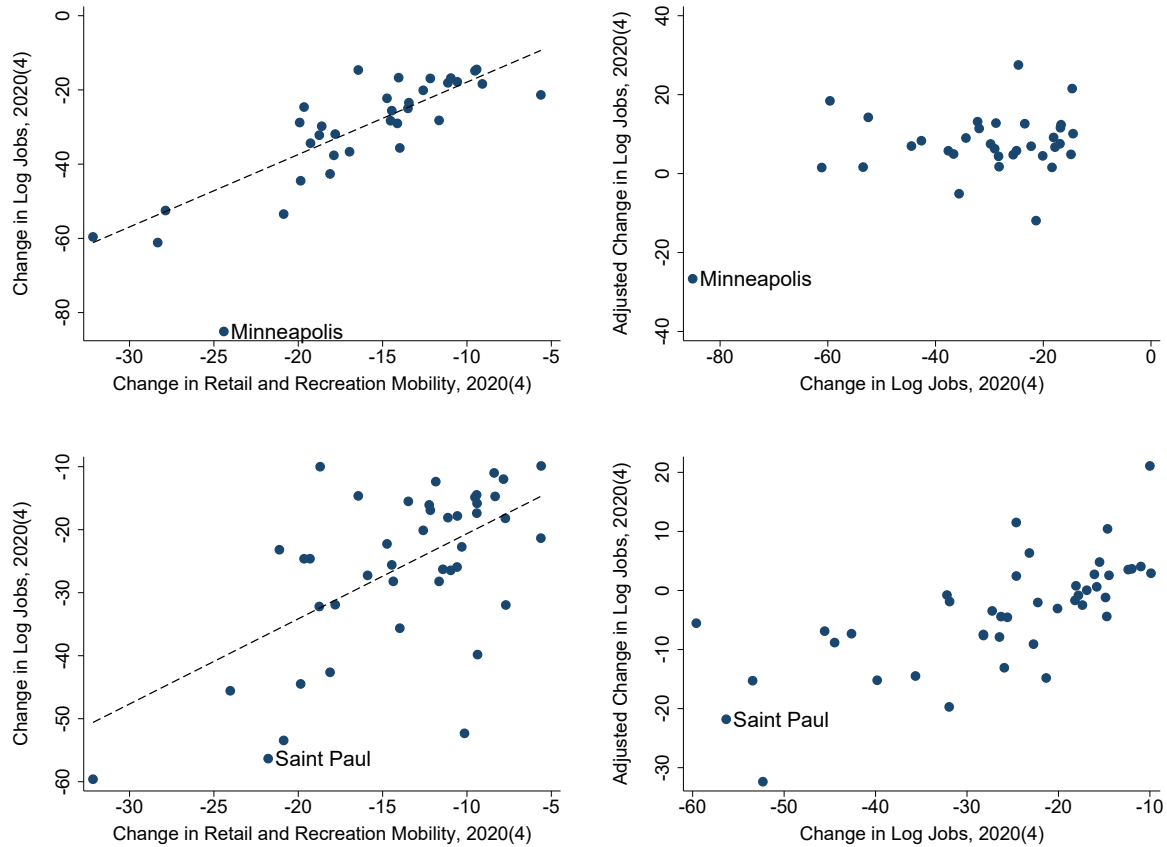 Change in Log Jobs, 2020(4)
0
-20
-40
-60
-80
Minneapolis
-30 -25 -20 -15 -10 -5
Change in Retail and Recreation Mobility, 2020(4)
Adjusted Change in Log Jobs, 2020(4)
40
20
0
-20
-40
Minneapolis
-80 -60 -40 -20 0
Change in Log Jobs, 2020(4)
Change in Log Jobs, 2020(4)
-10
-20
-30
-40
-50
-60
Saint Paul
-30 -25 -20 -15 -10 -5
Change in Retail and Recreation Mobility, 2020(4)
Adjusted Change in Log Jobs, 2020(4)
20
10
0
-10
-20
-30
Saint Paul
-60 -50 -40 -30 -20 -10
Change in Log Jobs, 2020(4)